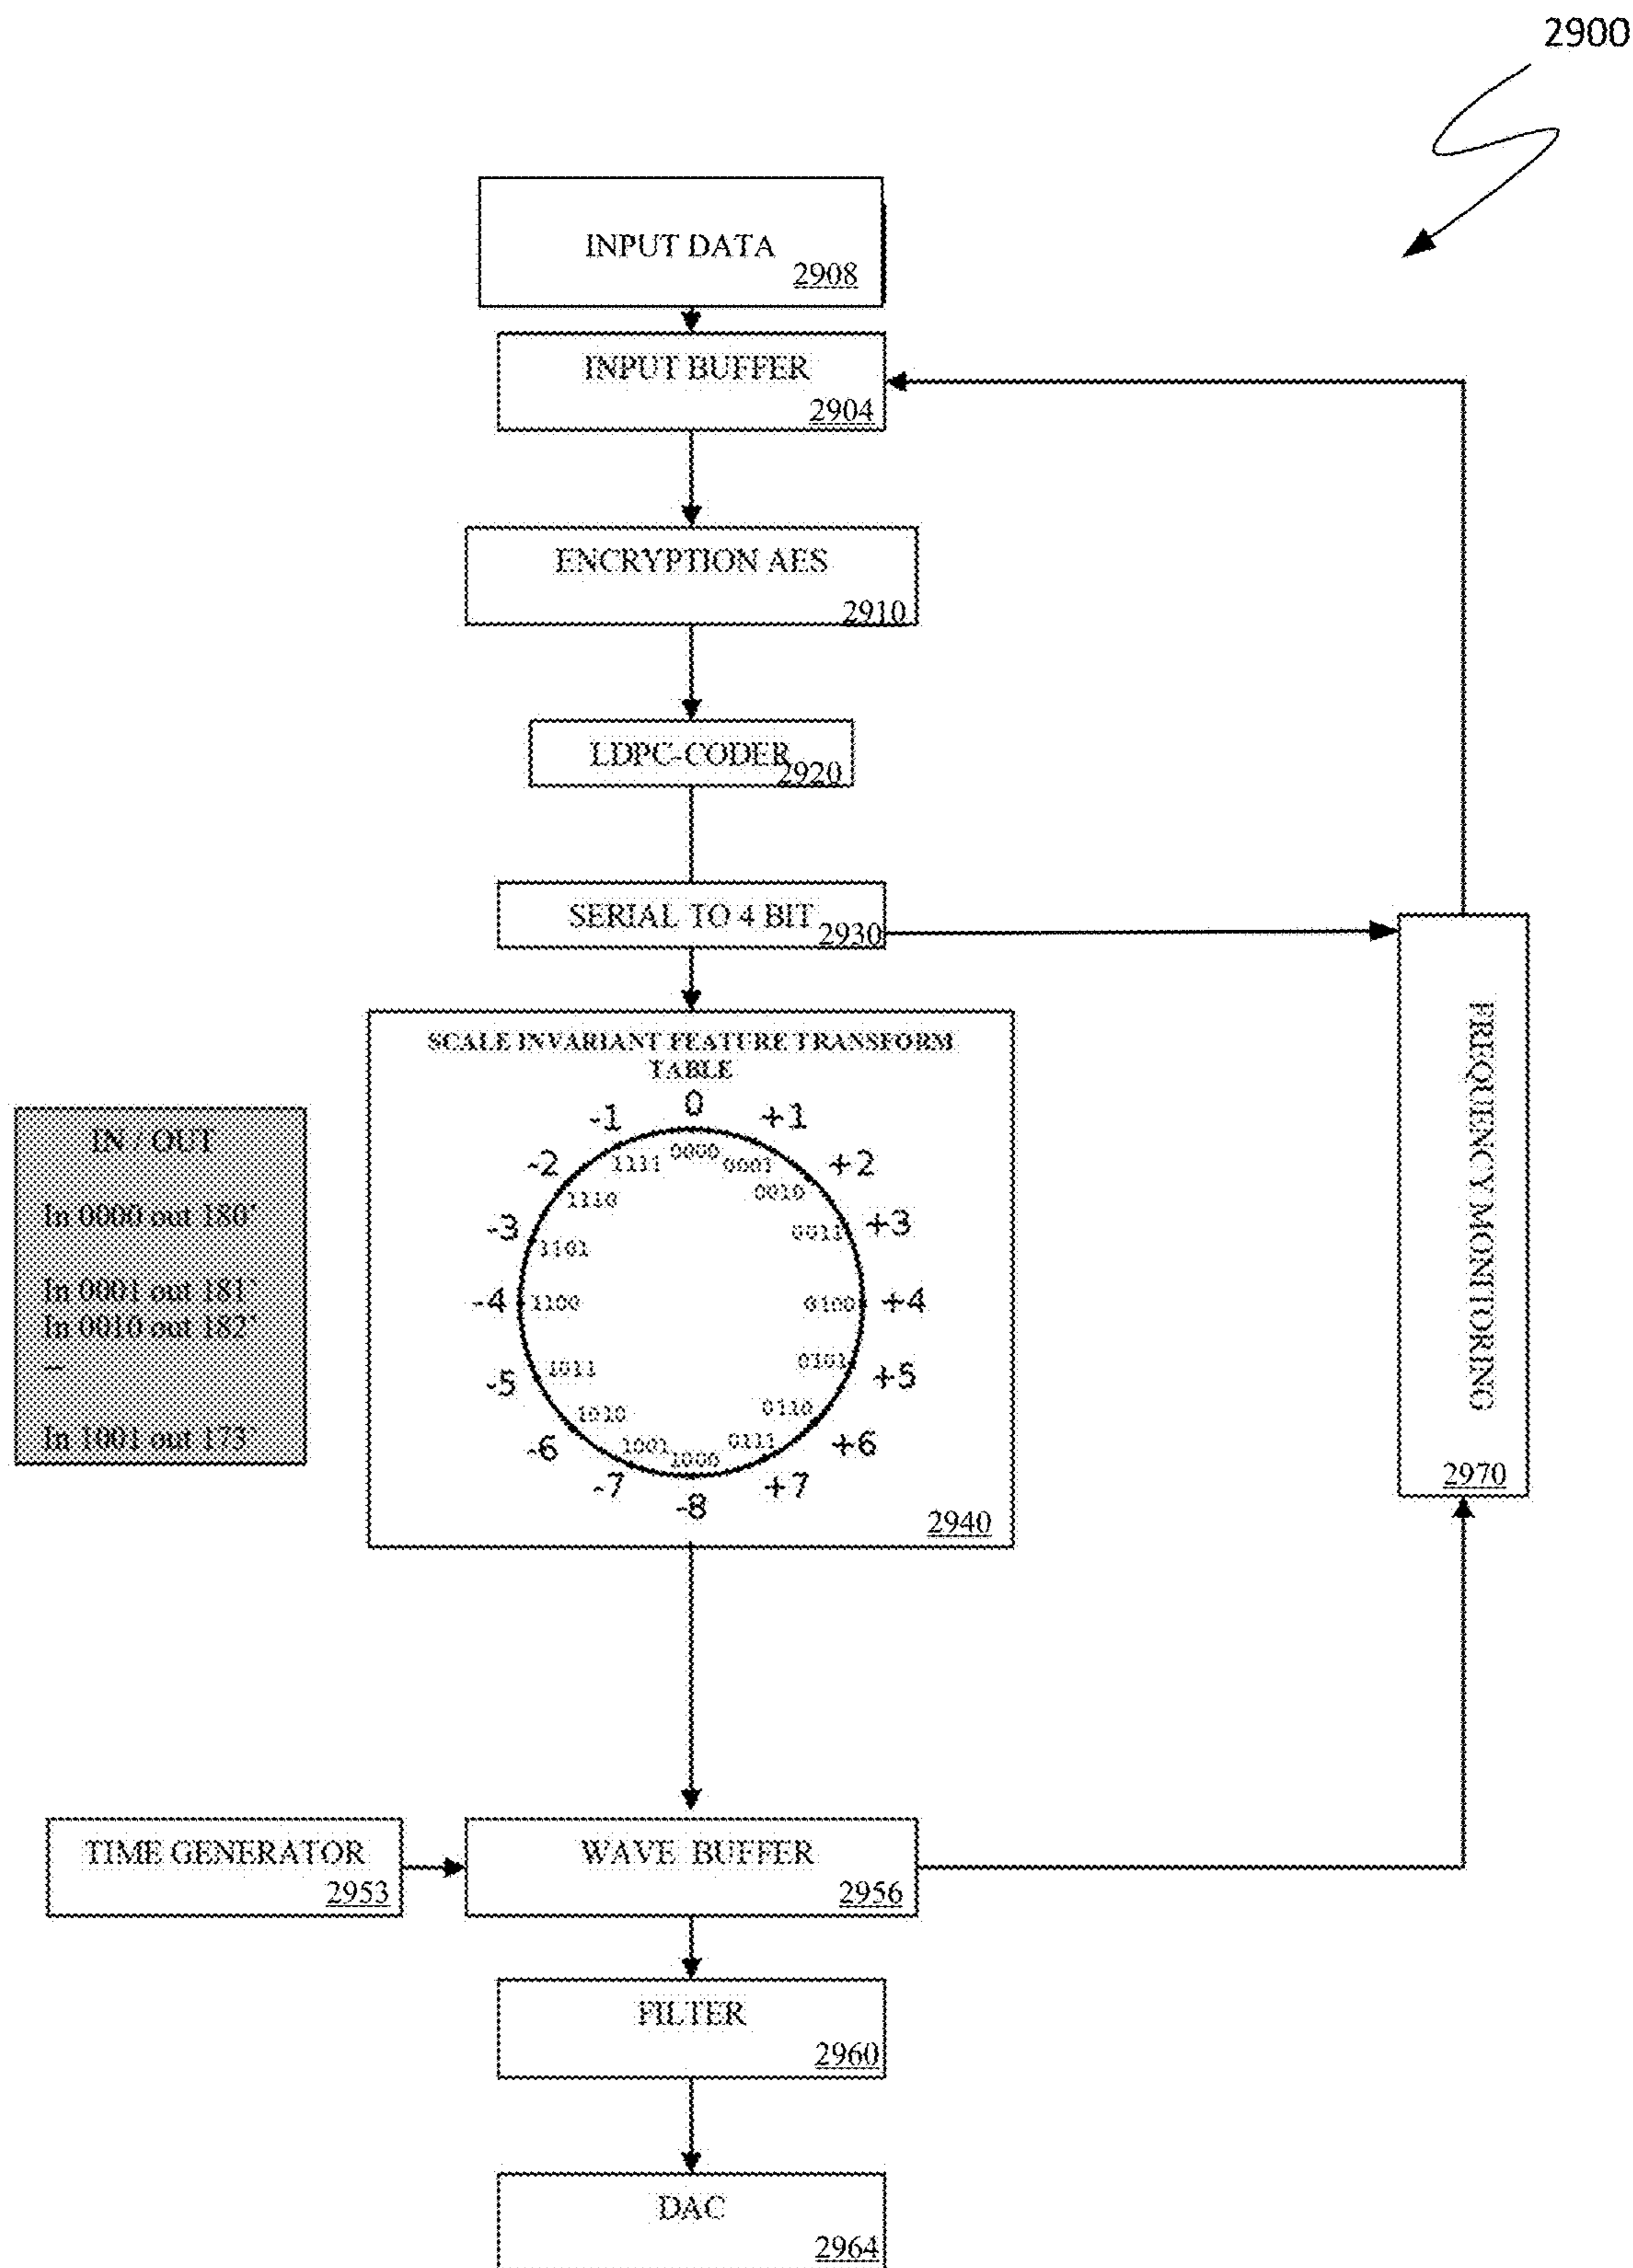 2900
INPUT DATA
2908
INPUT BUFFER
2904
ENCRYPTION AES
2910
LDPC-CODER
2920
SERIAL TO 4 BIT
2930
SCALE INVARIANT FEATURE TRANSFORM
TABLE
0
-1
+1
-2
+2
-3
+3
-4
+4
-5
+5
-6
+6
-7
+7
-8
0000
1111
0001
1110
0010
1101
0011
1100
0100
1011
0101
1010
0110
1001
0111
1000
2940
IN / OUT
In 0000 out 180°
In 0001 out 181°
In 0010 out 182°
–
In 1001 out 173°
FREQUENCY MONITORING
2970
TIME GENERATOR
2953
WAVE BUFFER
2956
FILTER
2960
DAC
2964